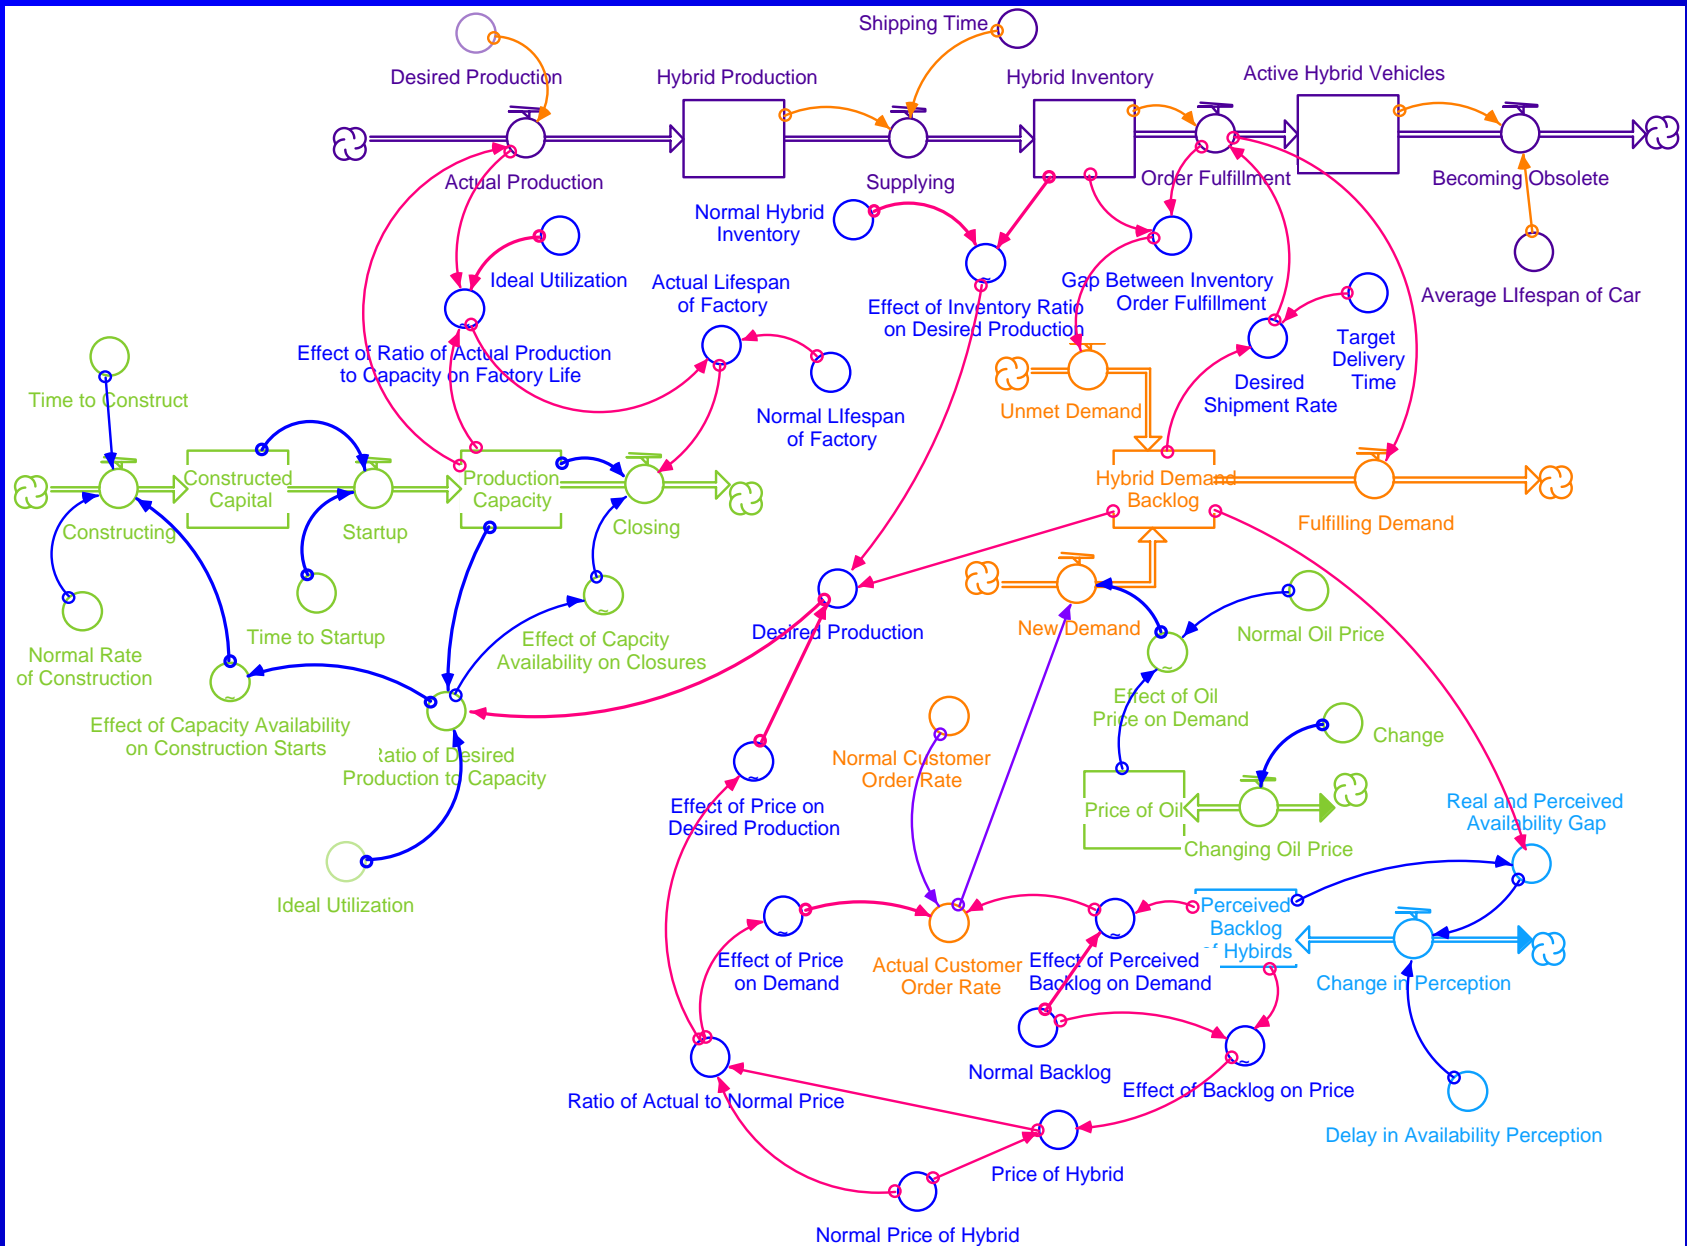 Shipping Time
Desired Production
Hybrid Production
Hybrid Inventory
Active Hybrid Vehicles
Actual Production
Supplying
Order Fulfillment
Becoming Obsolete
Normal Hybrid
Inventory
Ideal Utilization
Actual Lifespan
of Factory
Effect of Inventory Ratio
on Desired Production
Gap Between Inventory
Order Fulfillment
Average LIfespan of Car
Effect of Ratio of Actual Production
to Capacity on Factory Life
Target
Delivery
Time
Desired
Shipment Rate
Time to Construct
Normal LIfespan
of Factory
Unmet Demand
Constructed
Capital
Production
Capacity
Hybrid Demand
Backlog
Constructing
Startup
Closing
Fulfilling Demand
Normal Rate
of Construction
Time to Startup
Effect of Capcity
Availability on Closures
Desired Production
New Demand
Normal Oil Price
Effect of Capacity Availability
on Construction Starts
Ratio of Desired
Production to Capacity
Effect of Oil
Price on Demand
Change
Normal Customer
Order Rate
Effect of Price on
Desired Production
Price of Oil
Changing Oil Price
Real and Perceived
Availability Gap
Ideal Utilization
Perceived
Backlog
of Hybirds
Effect of Price
on Demand
Actual Customer
Order Rate
Effect of Perceived
Backlog on Demand
Change in Perception
Normal Backlog
Effect of Backlog on Price
Ratio of Actual to Normal Price
Delay in Availability Perception
Price of Hybrid
Normal Price of Hybrid